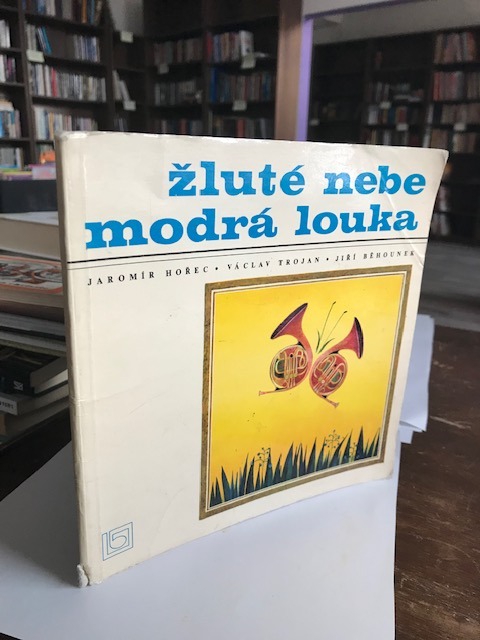 žluté nebe
modrá louka
JAROMÍR HOŘEC • VÁCLAV TROJAN • JIŘÍ BĚHOUNEK